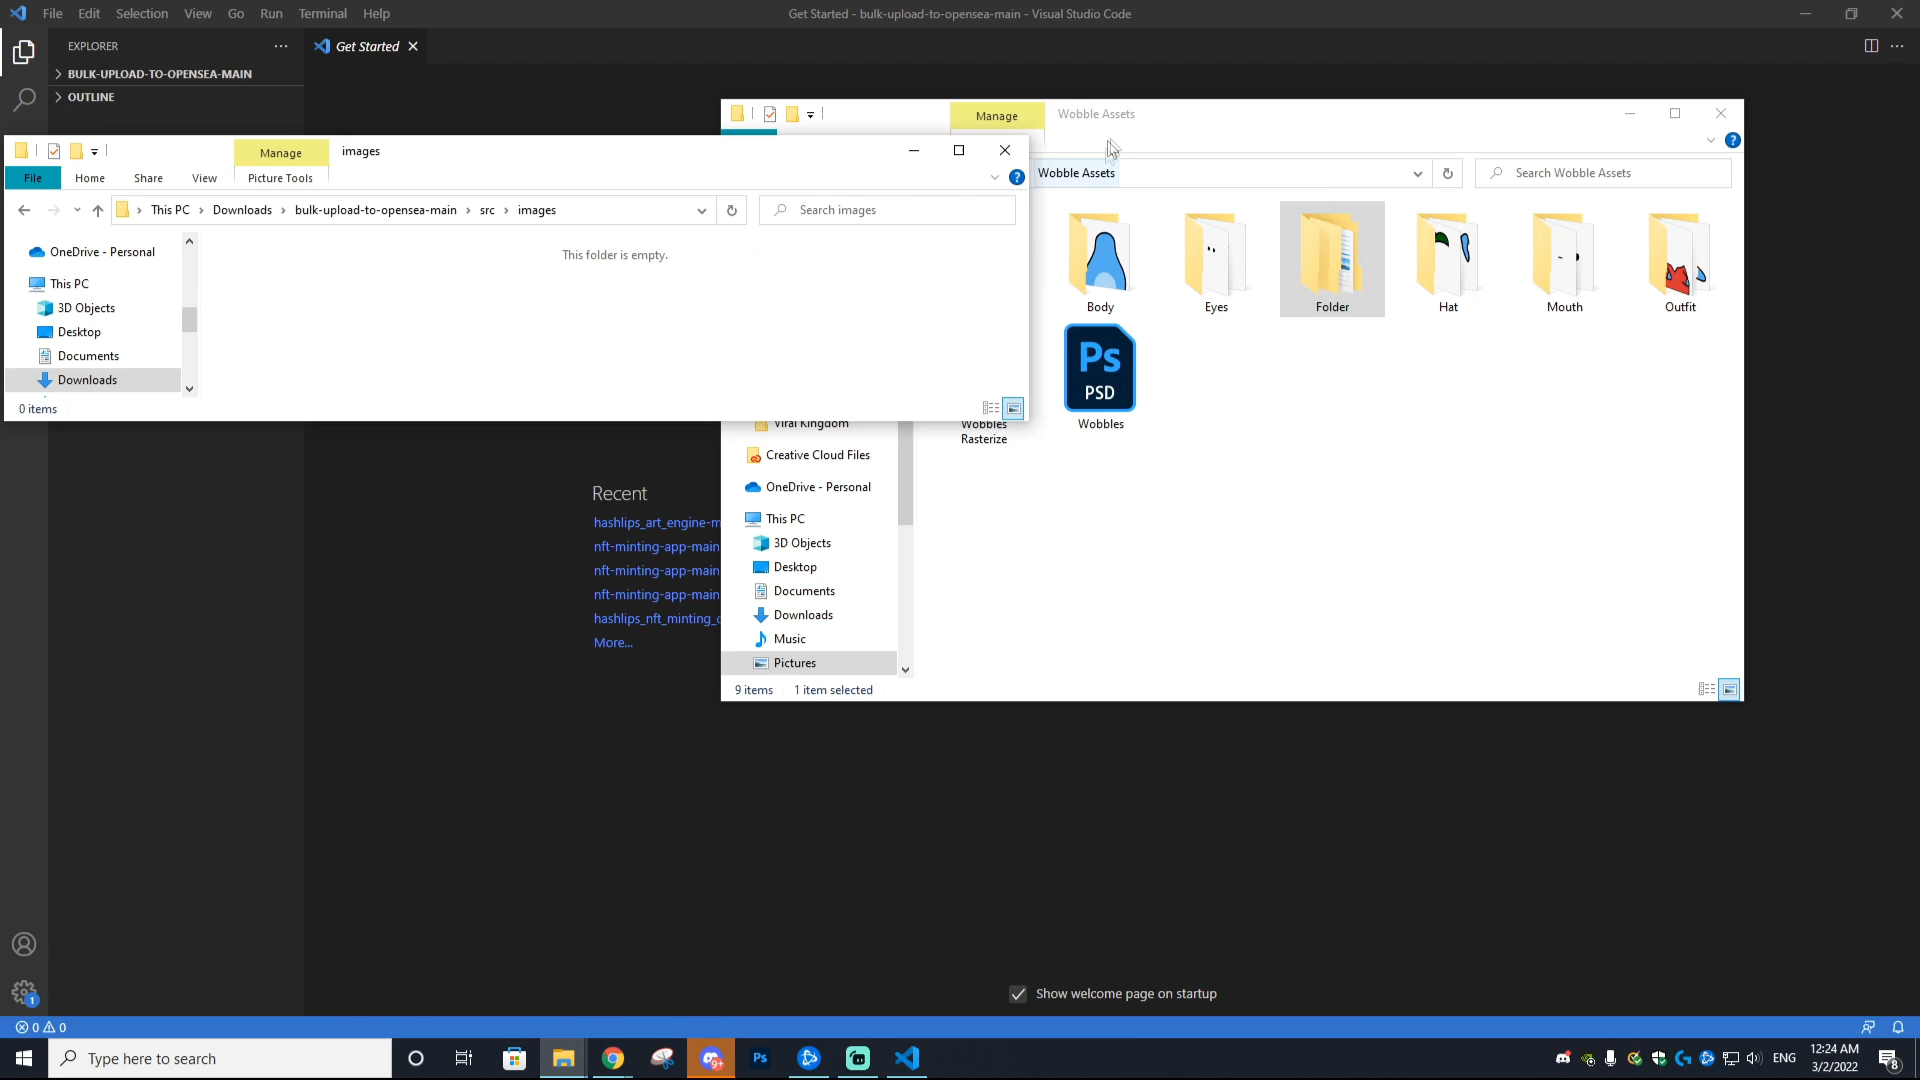 File Edit Selection View Go Run Terminal Help
Get Started - bulk-upload-to-opensea-main - Visual Studio Code
EXPLORER
Get Started
BULK-UPLOAD-TO-OPENSEA-MAIN
OUTLINE
Manage
Wobble Assets
Manage
images
File Home Share View Picture Tools
This PC Downloads bulk-upload-to-opensea-main src images
Search images
OneDrive - Personal
This PC
3D Objects
Desktop
Documents
Downloads
This folder is empty.
0 items
Wobble Assets
Search Wobble Assets
Body
Eyes
Folder
Hat
Mouth
Outfit
Ps
PSD
Wobbles
Rasterize
Wobbles
Viral Kingdom
Creative Cloud Files
OneDrive - Personal
This PC
3D Objects
Desktop
Documents
Downloads
Music
Pictures
9 items 1 item selected
Recent
hashlips_art_engine-m
nft-minting-app-main
nft-minting-app-main
nft-minting-app-main
hashlips_nft_minting_
More...
Show welcome page on startup
1
0 0
Type here to search
9+
Ps
ENG
12:24 AM
3/2/2022
8